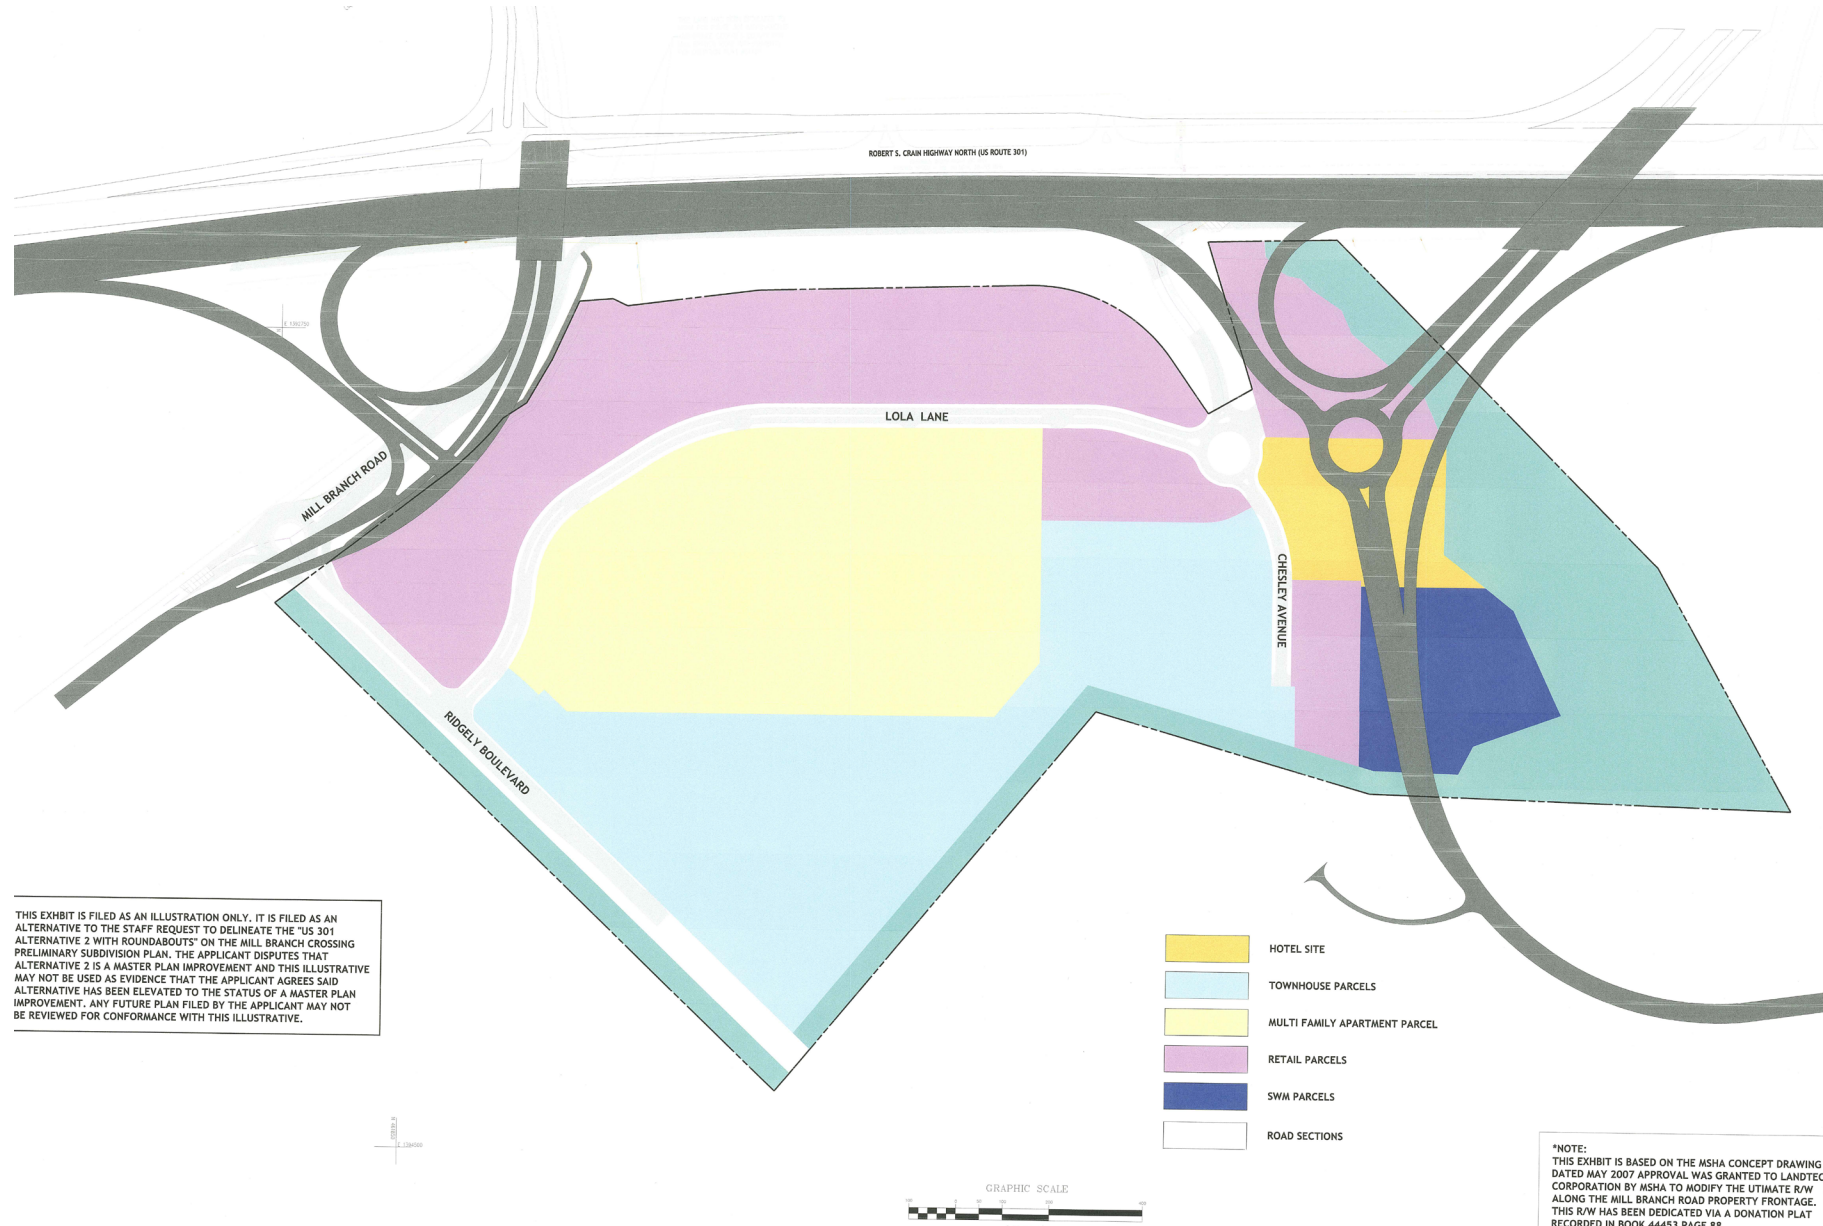 ROBERT S. CRAIN HIGHWAY NORTH (US ROUTE 301)
LOLA LANE
MILL BRANCH ROAD
CHESLEY AVENUE
RIDGELY BOULEVARD
THIS EXHBIT IS FILED AS AN ILLUSTRATION ONLY. IT IS FILED AS AN
ALTERNATIVE TO THE STAFF REQUEST TO DELINEATE THE "US 301
ALTERNATIVE 2 WITH ROUNDABOUTS" ON THE MILL BRANCH CROSSING
PRELIMINARY SUBDIVISION PLAN. THE APPLICANT DISPUTES THAT
ALTERNATIVE 2 IS A MASTER PLAN IMPROVEMENT AND THIS ILLUSTRATIVE
MAY NOT BE USED AS EVIDENCE THAT THE APPLICANT AGREES SAID
ALTERNATIVE HAS BEEN ELEVATED TO THE STATUS OF A MASTER PLAN
IMPROVEMENT. ANY FUTURE PLAN FILED BY THE APPLICANT MAY NOT
BE REVIEWED FOR CONFORMANCE WITH THIS ILLUSTRATIVE.
HOTEL SITE
TOWNHOUSE PARCELS
MULTI FAMILY APARTMENT PARCEL
RETAIL PARCELS
SWM PARCELS
ROAD SECTIONS
GRAPHIC SCALE
*NOTE:
THIS EXHBIT IS BASED ON THE MSHA CONCEPT DRAWING
DATED MAY 2007 APPROVAL WAS GRANTED TO LANDTEC
CORPORATION BY MSHA TO MODIFY THE UTIMATE R/W
ALONG THE MILL BRANCH ROAD PROPERTY FRONTAGE.
THIS R/W HAS BEEN DEDICATED VIA A DONATION PLAT
RECORDED IN BOOK 44453 PAGE 88